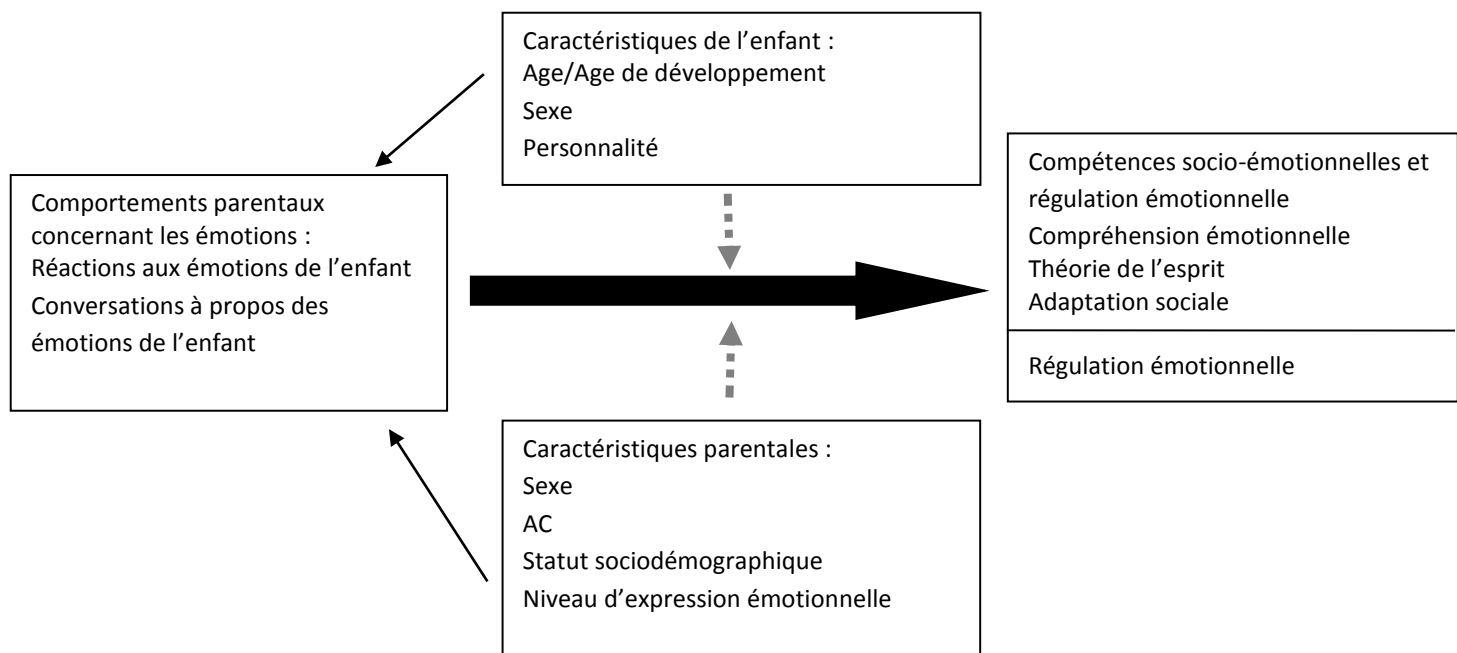 Caractéristiques de l’enfant :
Age/Age de développement
Sexe
Personnalité
Comportements parentaux
concernant les émotions :
Réactions aux émotions de l’enfant
Conversations à propos des
émotions de l’enfant
Compétences socio-émotionnelles et
régulation émotionnelle
Compréhension émotionnelle
Théorie de l’esprit
Adaptation sociale
Régulation émotionnelle
Caractéristiques parentales :
Sexe
AC
Statut sociodémographique
Niveau d’expression émotionnelle